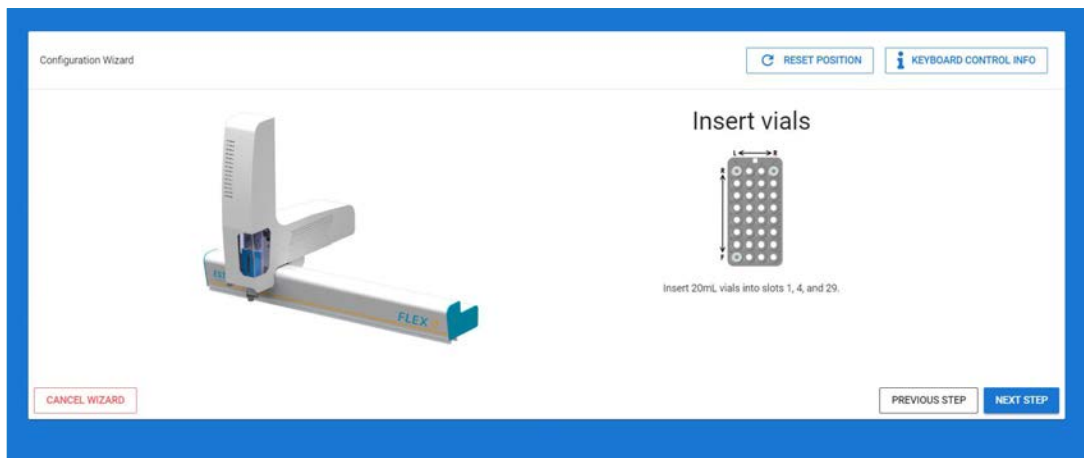 Configuration Wizard
RESET POSITION
KEYBOARD CONTROL INFO
Insert vials
L R
R
F
Insert 20mL vials into slots 1, 4, and 29.
FLEX
CANCEL WIZARD
PREVIOUS STEP
NEXT STEP